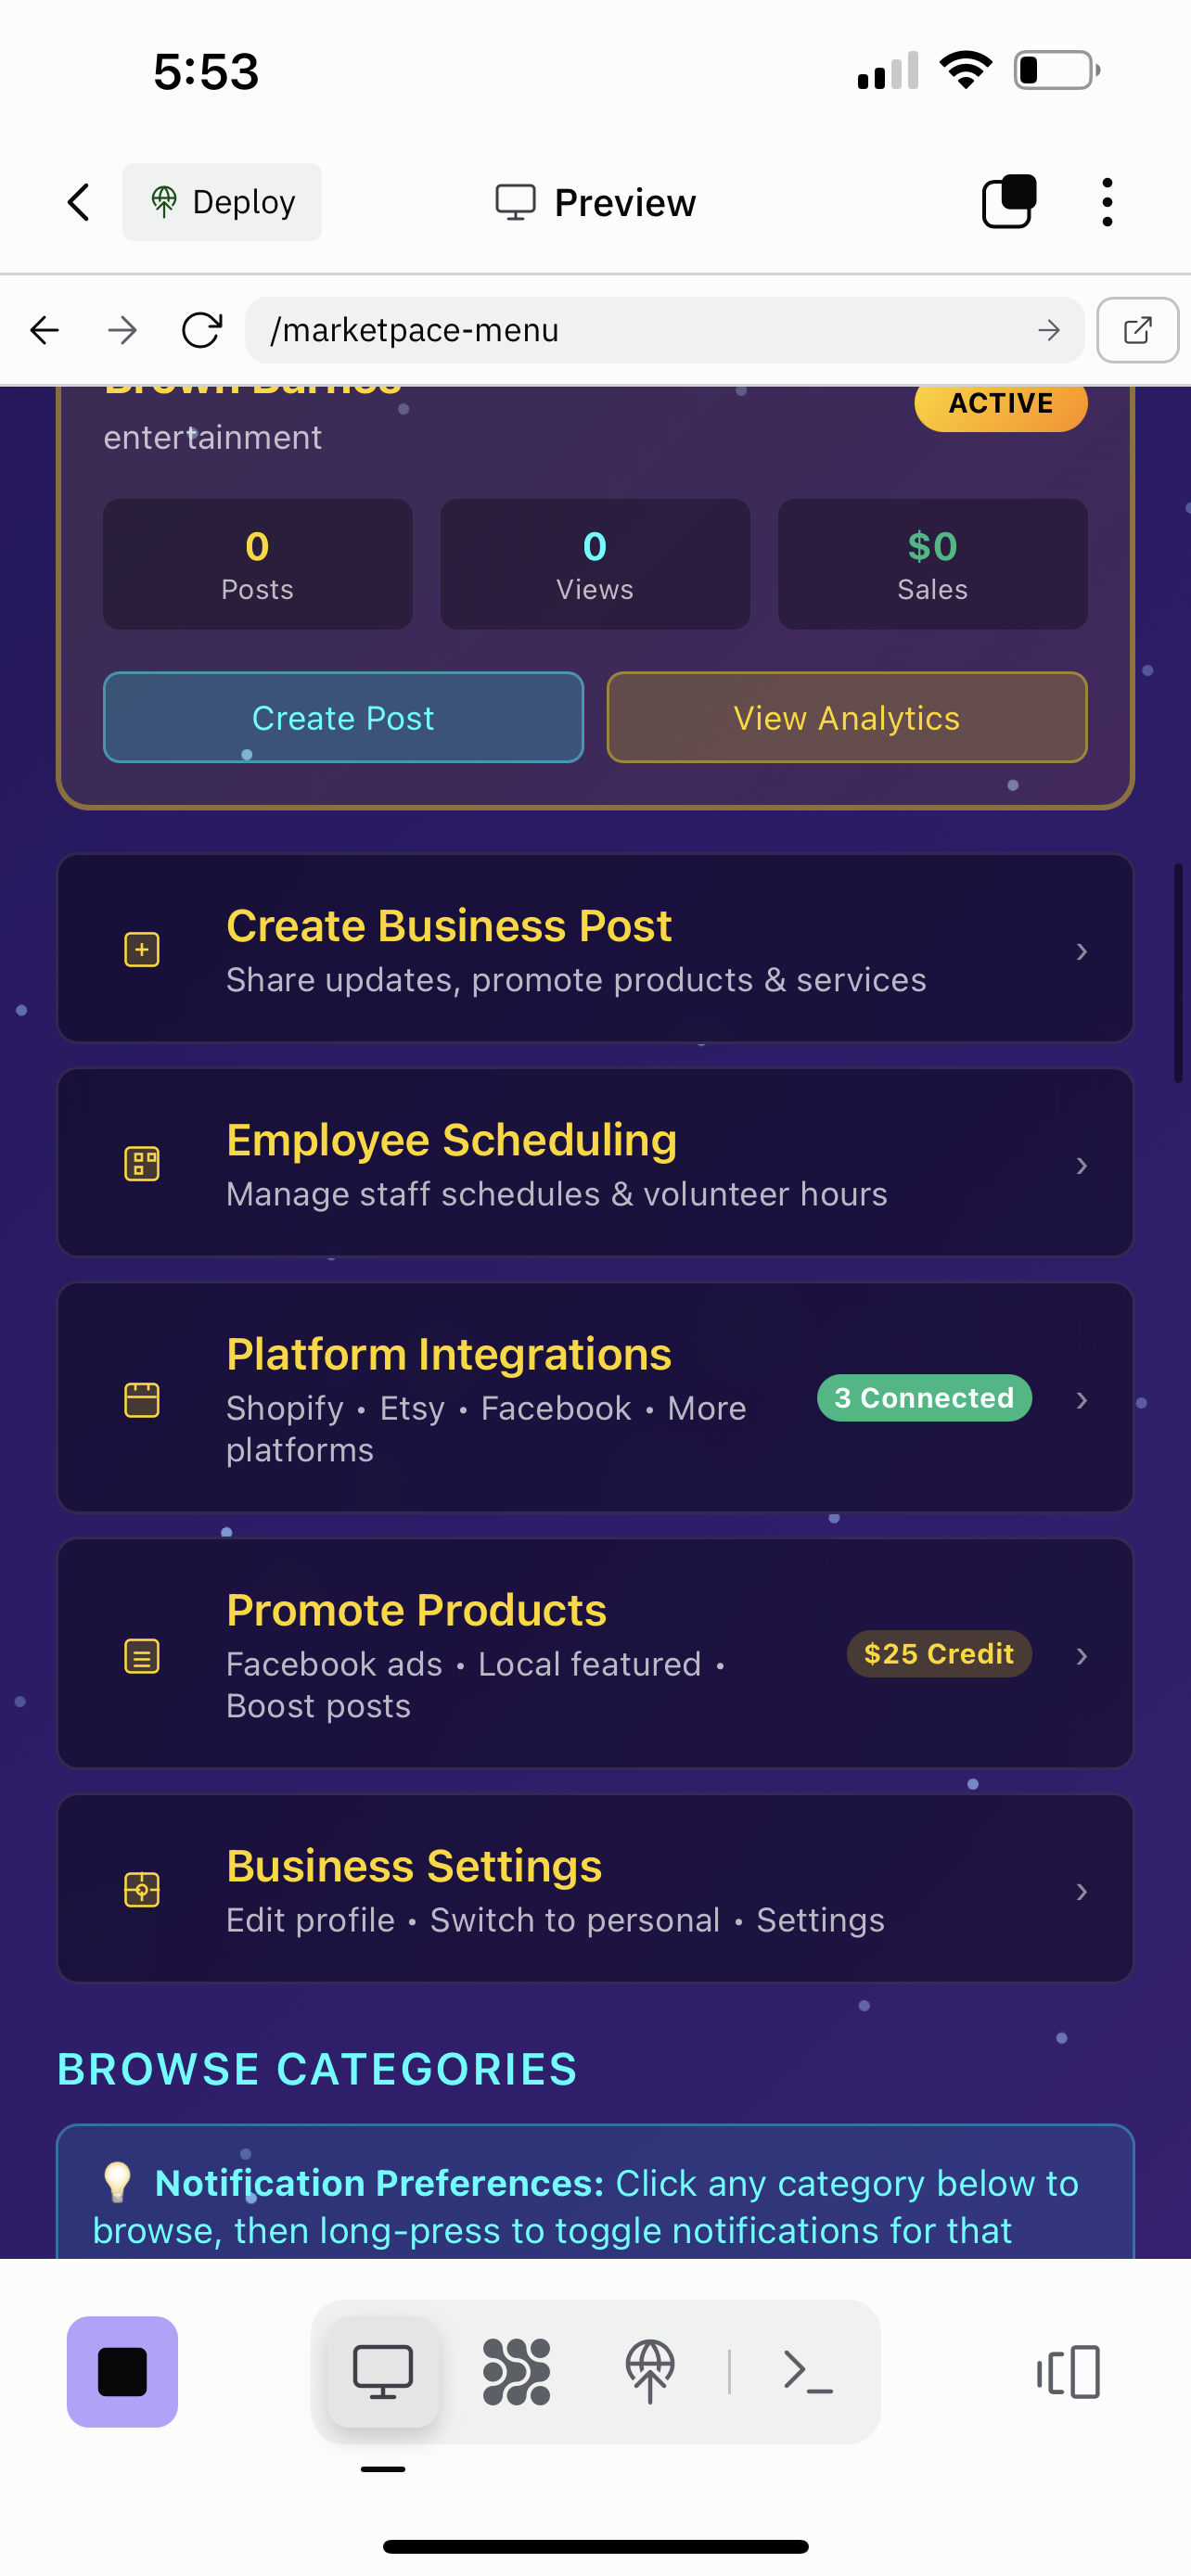 5:53
Deploy
Preview
/marketpace-menu
Brown Barnes
ACTIVE
entertainment
0
Posts
0
Views
$0
Sales
Create Post
View Analytics
Create Business Post
Share updates, promote products & services
›
Employee Scheduling
Manage staff schedules & volunteer hours
›
Platform Integrations
Shopify • Etsy • Facebook • More
platforms
3 Connected
›
Promote Products
Facebook ads • Local featured •
Boost posts
$25 Credit
›
Business Settings
Edit profile • Switch to personal • Settings
›
BROWSE CATEGORIES
💡 Notification Preferences: Click any category below to
browse, then long-press to toggle notifications for that